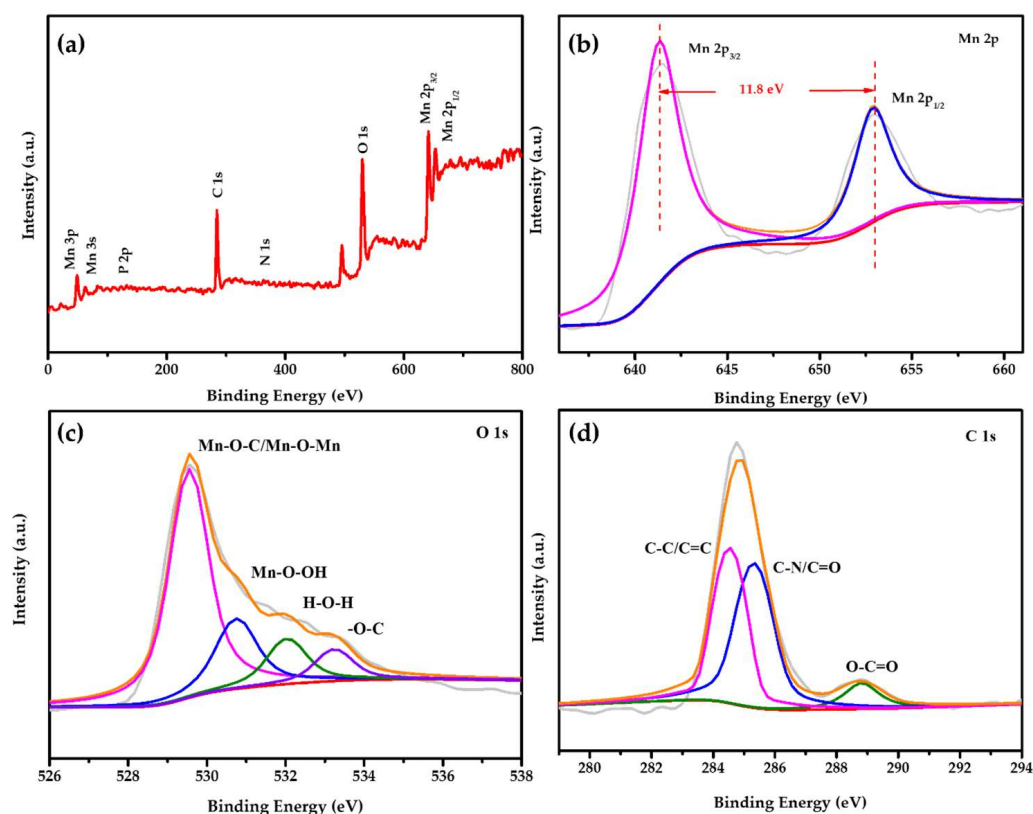 (a)
Mn 3p
Mn 3s
P 2p
C 1s
N 1s
O 1s
Mn 2p3/2
Mn 2p1/2
Intensity (a.u.)
0 200 400 600 800
Binding Energy (eV)
(b)
Mn 2p
Mn 2p3/2
11.8 eV
Mn 2p1/2
Intensity (a.u.)
640 645 650 655 660
Binding Energy (eV)
(c)
O 1s
Mn-O-C/Mn-O-Mn
Mn-O-OH
H-O-H
-O-C
Intensity (a.u.)
526 528 530 532 534 536 538
Binding Energy (eV)
(d)
C 1s
C-C/C=C
C-N/C=O
O-C=O
Intensity (a.u.)
280 282 284 286 288 290 292 294
Binding Energy (eV)